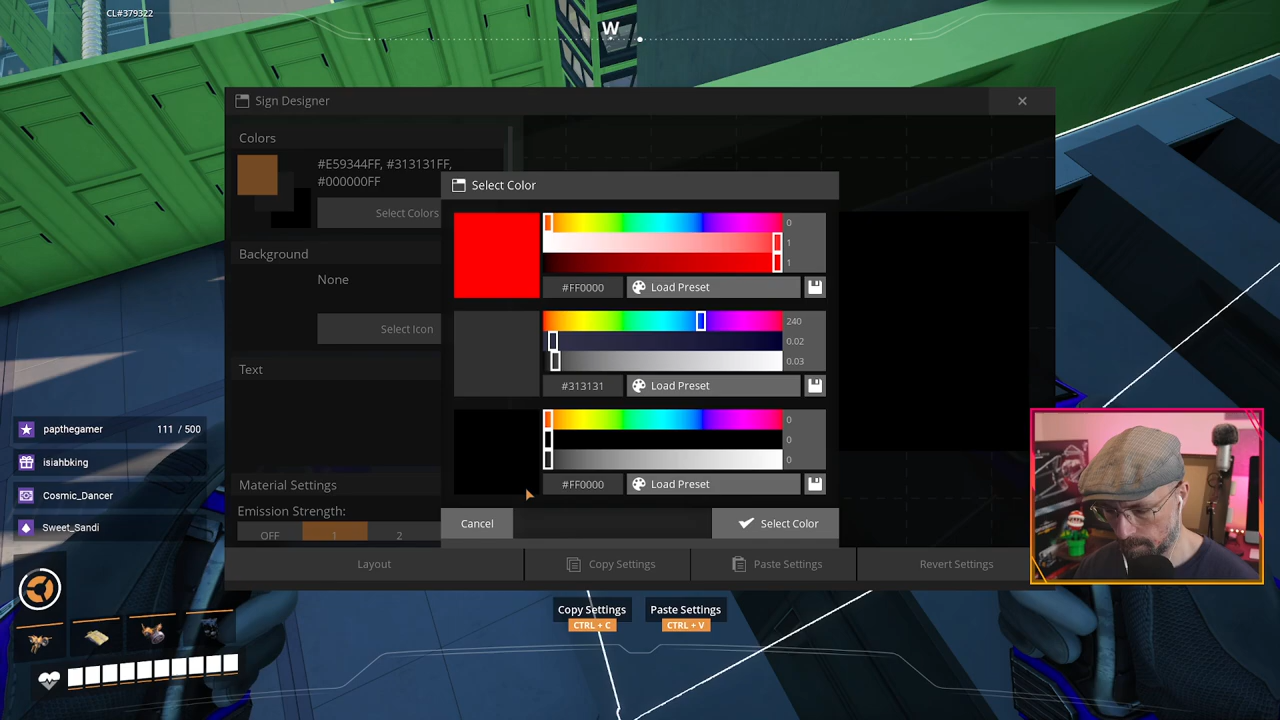 CL#379322
W
Sign Designer
Colors
#E59344FF, #313131FF,
#000000FF
Select Colors
Background
None
Select Icon
Text
Material Settings
Emission Strength:
OFF 1 2
Select Color
0
1
1
#FF0000 Load Preset
240
0.02
0.03
#313131 Load Preset
0
0
0
#FF0000 Load Preset
Cancel Select Color
Layout Copy Settings Paste Settings Revert Settings
Copy Settings Paste Settings
CTRL + C CTRL + V
papthegamer 111 / 500
isiahbking
Cosmic_Dancer
Sweet_Sandi